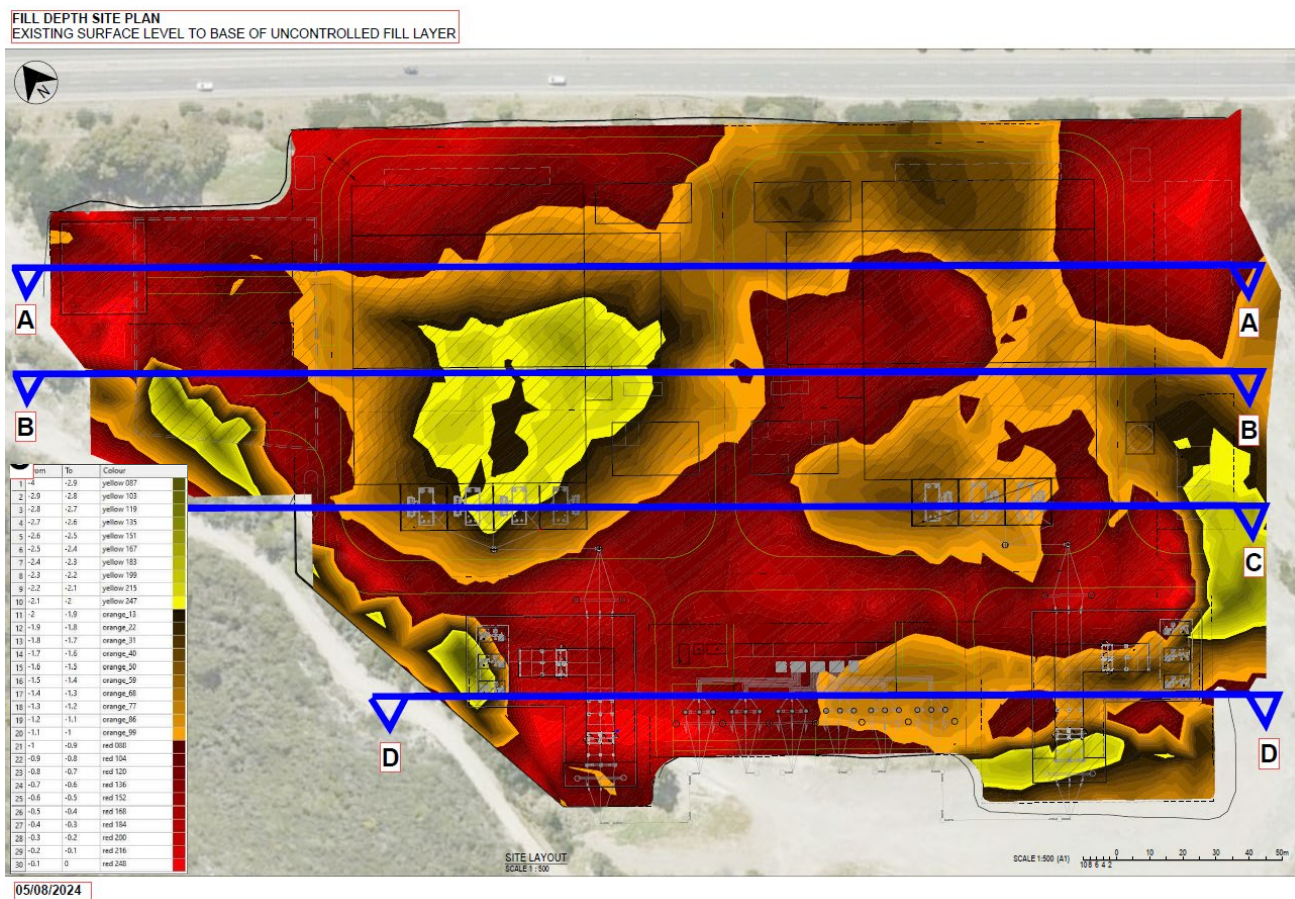 FILL DEPTH SITE PLAN
EXISTING SURFACE LEVEL TO BASE OF UNCONTROLLED FILL LAYER
N
A
A
B
B
C
D
D
To Colour
1 -4 -2.9 yellow 087
2 -2.9 -2.8 yellow 103
3 -2.8 -2.7 yellow 119
4 -2.7 -2.6 yellow 135
5 -2.6 -2.5 yellow 151
6 -2.5 -2.4 yellow 167
7 -2.4 -2.3 yellow 183
8 -2.3 -2.2 yellow 199
9 -2.2 -2.1 yellow 215
10 -2.1 -2 yellow 247
11 -2 -1.9 orange_13
12 -1.9 -1.8 orange_22
13 -1.8 -1.7 orange_31
14 -1.7 -1.6 orange_40
15 -1.6 -1.5 orange_50
16 -1.5 -1.4 orange_59
17 -1.4 -1.3 orange_68
18 -1.3 -1.2 orange_77
19 -1.2 -1.1 orange_86
20 -1.1 -1 orange_99
21 -1 -0.9 red 088
22 -0.9 -0.8 red 104
23 -0.8 -0.7 red 120
24 -0.7 -0.6 red 136
25 -0.6 -0.5 red 152
26 -0.5 -0.4 red 168
27 -0.4 -0.3 red 184
28 -0.3 -0.2 red 200
29 -0.2 -0.1 red 216
30 -0.1 0 red 248
SITE LAYOUT
SCALE 1 : 500
SCALE 1:500 (A1) 10 8 6 4 2 0 10 20 30 40 50m
05/08/2024